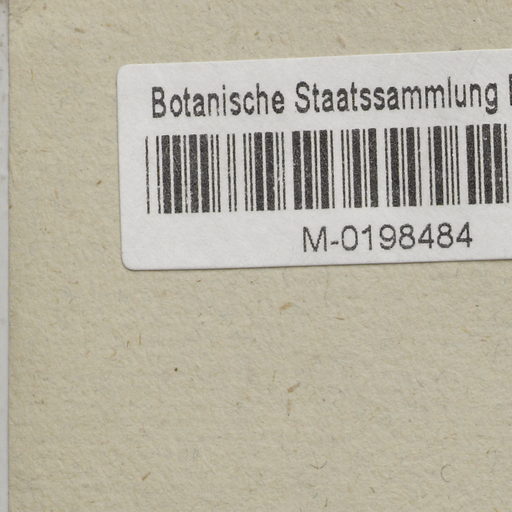 Botanische Staatssammlung
M-0198484